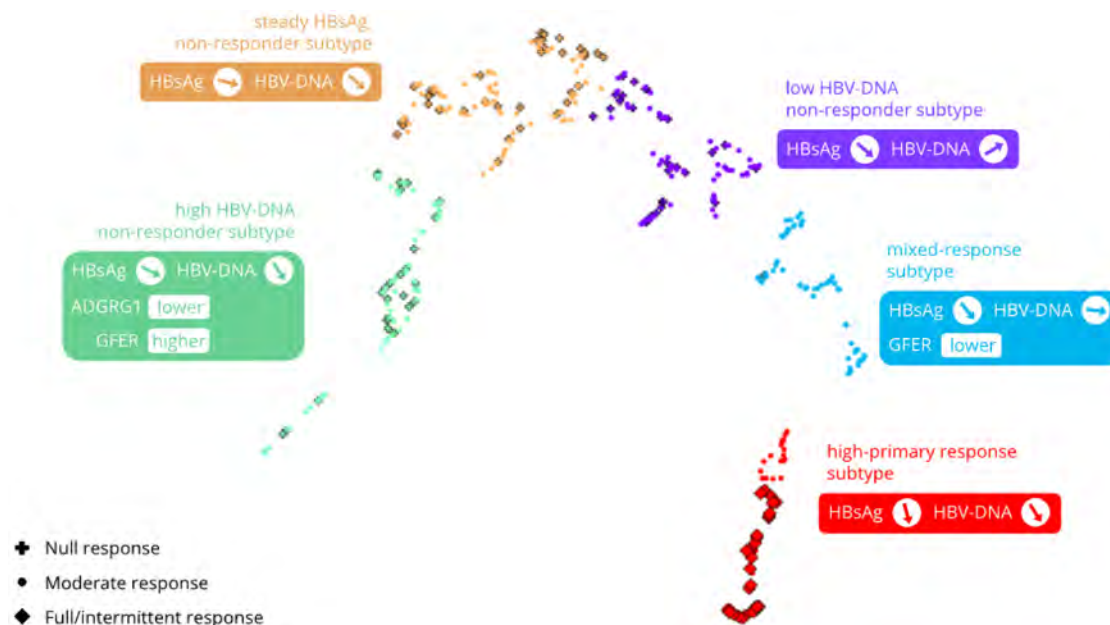 steady HBsAg,
non-responder subtype
HBsAg HBV-DNA
low HBV-DNA
non-responder subtype
HBsAg HBV-DNA
high HBV-DNA
non-responder subtype
HBsAg HBV-DNA
ADGRG1 lower
GFER higher
mixed-response
subtype
HBsAg HBV-DNA
GFER lower
high-primary response
subtype
HBsAg HBV-DNA
Null response
Moderate response
Full/intermittent response